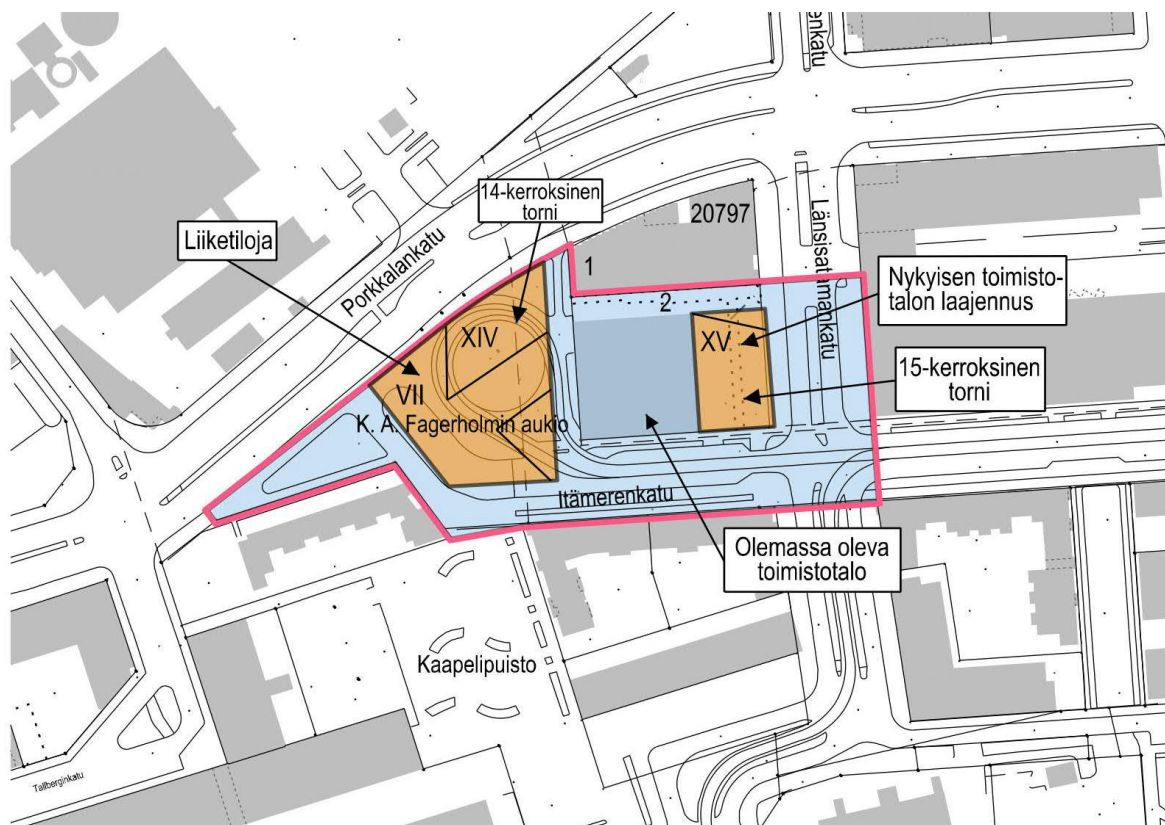 renkatu
14-kerroksinen
torni
20797
Liiketiloja
Porkkalankatu
1
Länsisatamankatu
Nykyisen toimisto-
talon laajennus
2
XIV
XV
15-kerroksinen
torni
VII
K. A. Fagerholmin aukio
Itämerenkatu
Olemassa oleva
toimistotalo
Kaapelipuisto
Tallberginkatu